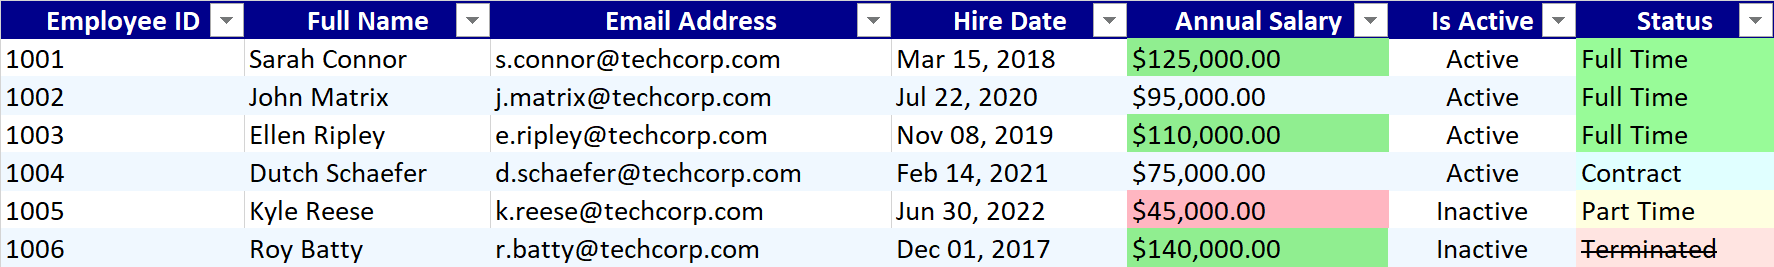 Employee ID Full Name Email Address Hire Date Annual Salary Is Active Status
1001 Sarah Connor s.connor@techcorp.com Mar 15, 2018 $125,000.00 Active Full Time
1002 John Matrix j.matrix@techcorp.com Jul 22, 2020 $95,000.00 Active Full Time
1003 Ellen Ripley e.ripley@techcorp.com Nov 08, 2019 $110,000.00 Active Full Time
1004 Dutch Schaefer d.schaefer@techcorp.com Feb 14, 2021 $75,000.00 Active Contract
1005 Kyle Reese k.reese@techcorp.com Jun 30, 2022 $45,000.00 Inactive Part Time
1006 Roy Batty r.batty@techcorp.com Dec 01, 2017 $140,000.00 Inactive Terminated